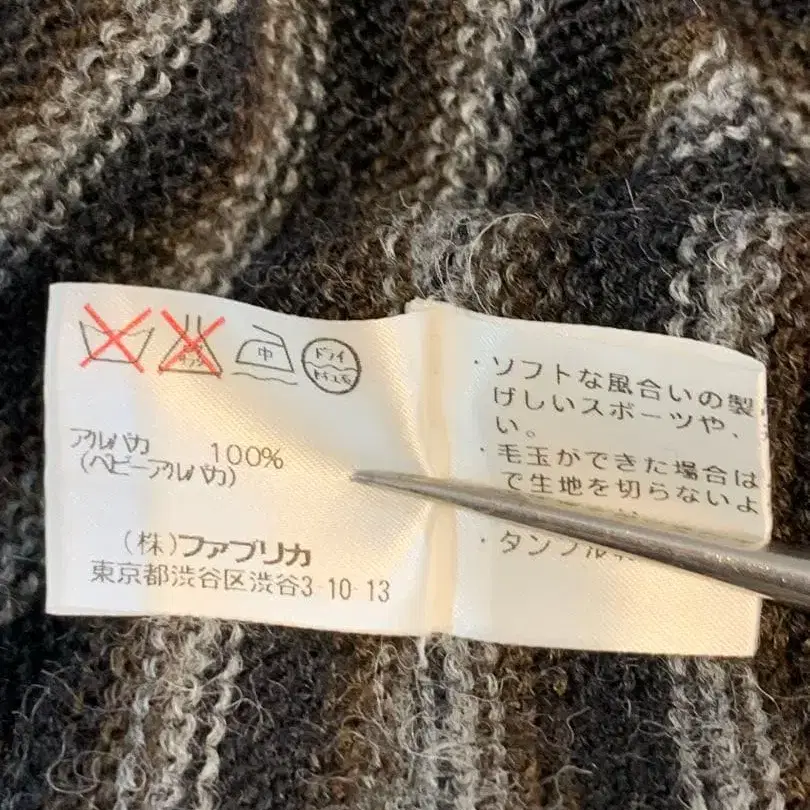 中
ドライ
アルパカ 100%
(ベビーアルパカ)
(株)ファブリカ
東京都渋谷区渋谷3-10-13
・ソフトな風合いの製
げしいスポーツや、
い。
・毛玉ができた場合は
で生地を切らないよ
・タンブル